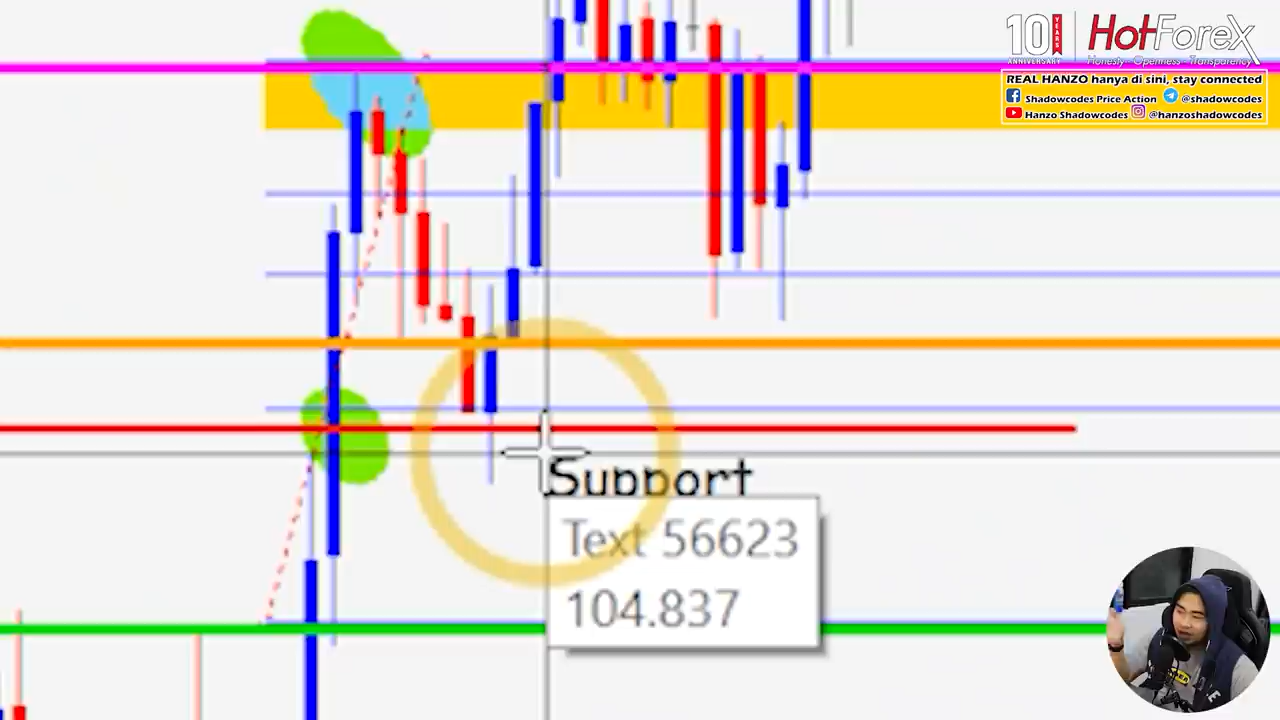 10 YEARS ANNIVERSARY HotForex
Honesty - Openness - Transparency
REAL HANZO hanya di sini, stay connected
Shadowcodes Price Action @shadowcodes
Hanzo Shadowcodes @hanzoshadowcodes
Support
Text 56623
104.837